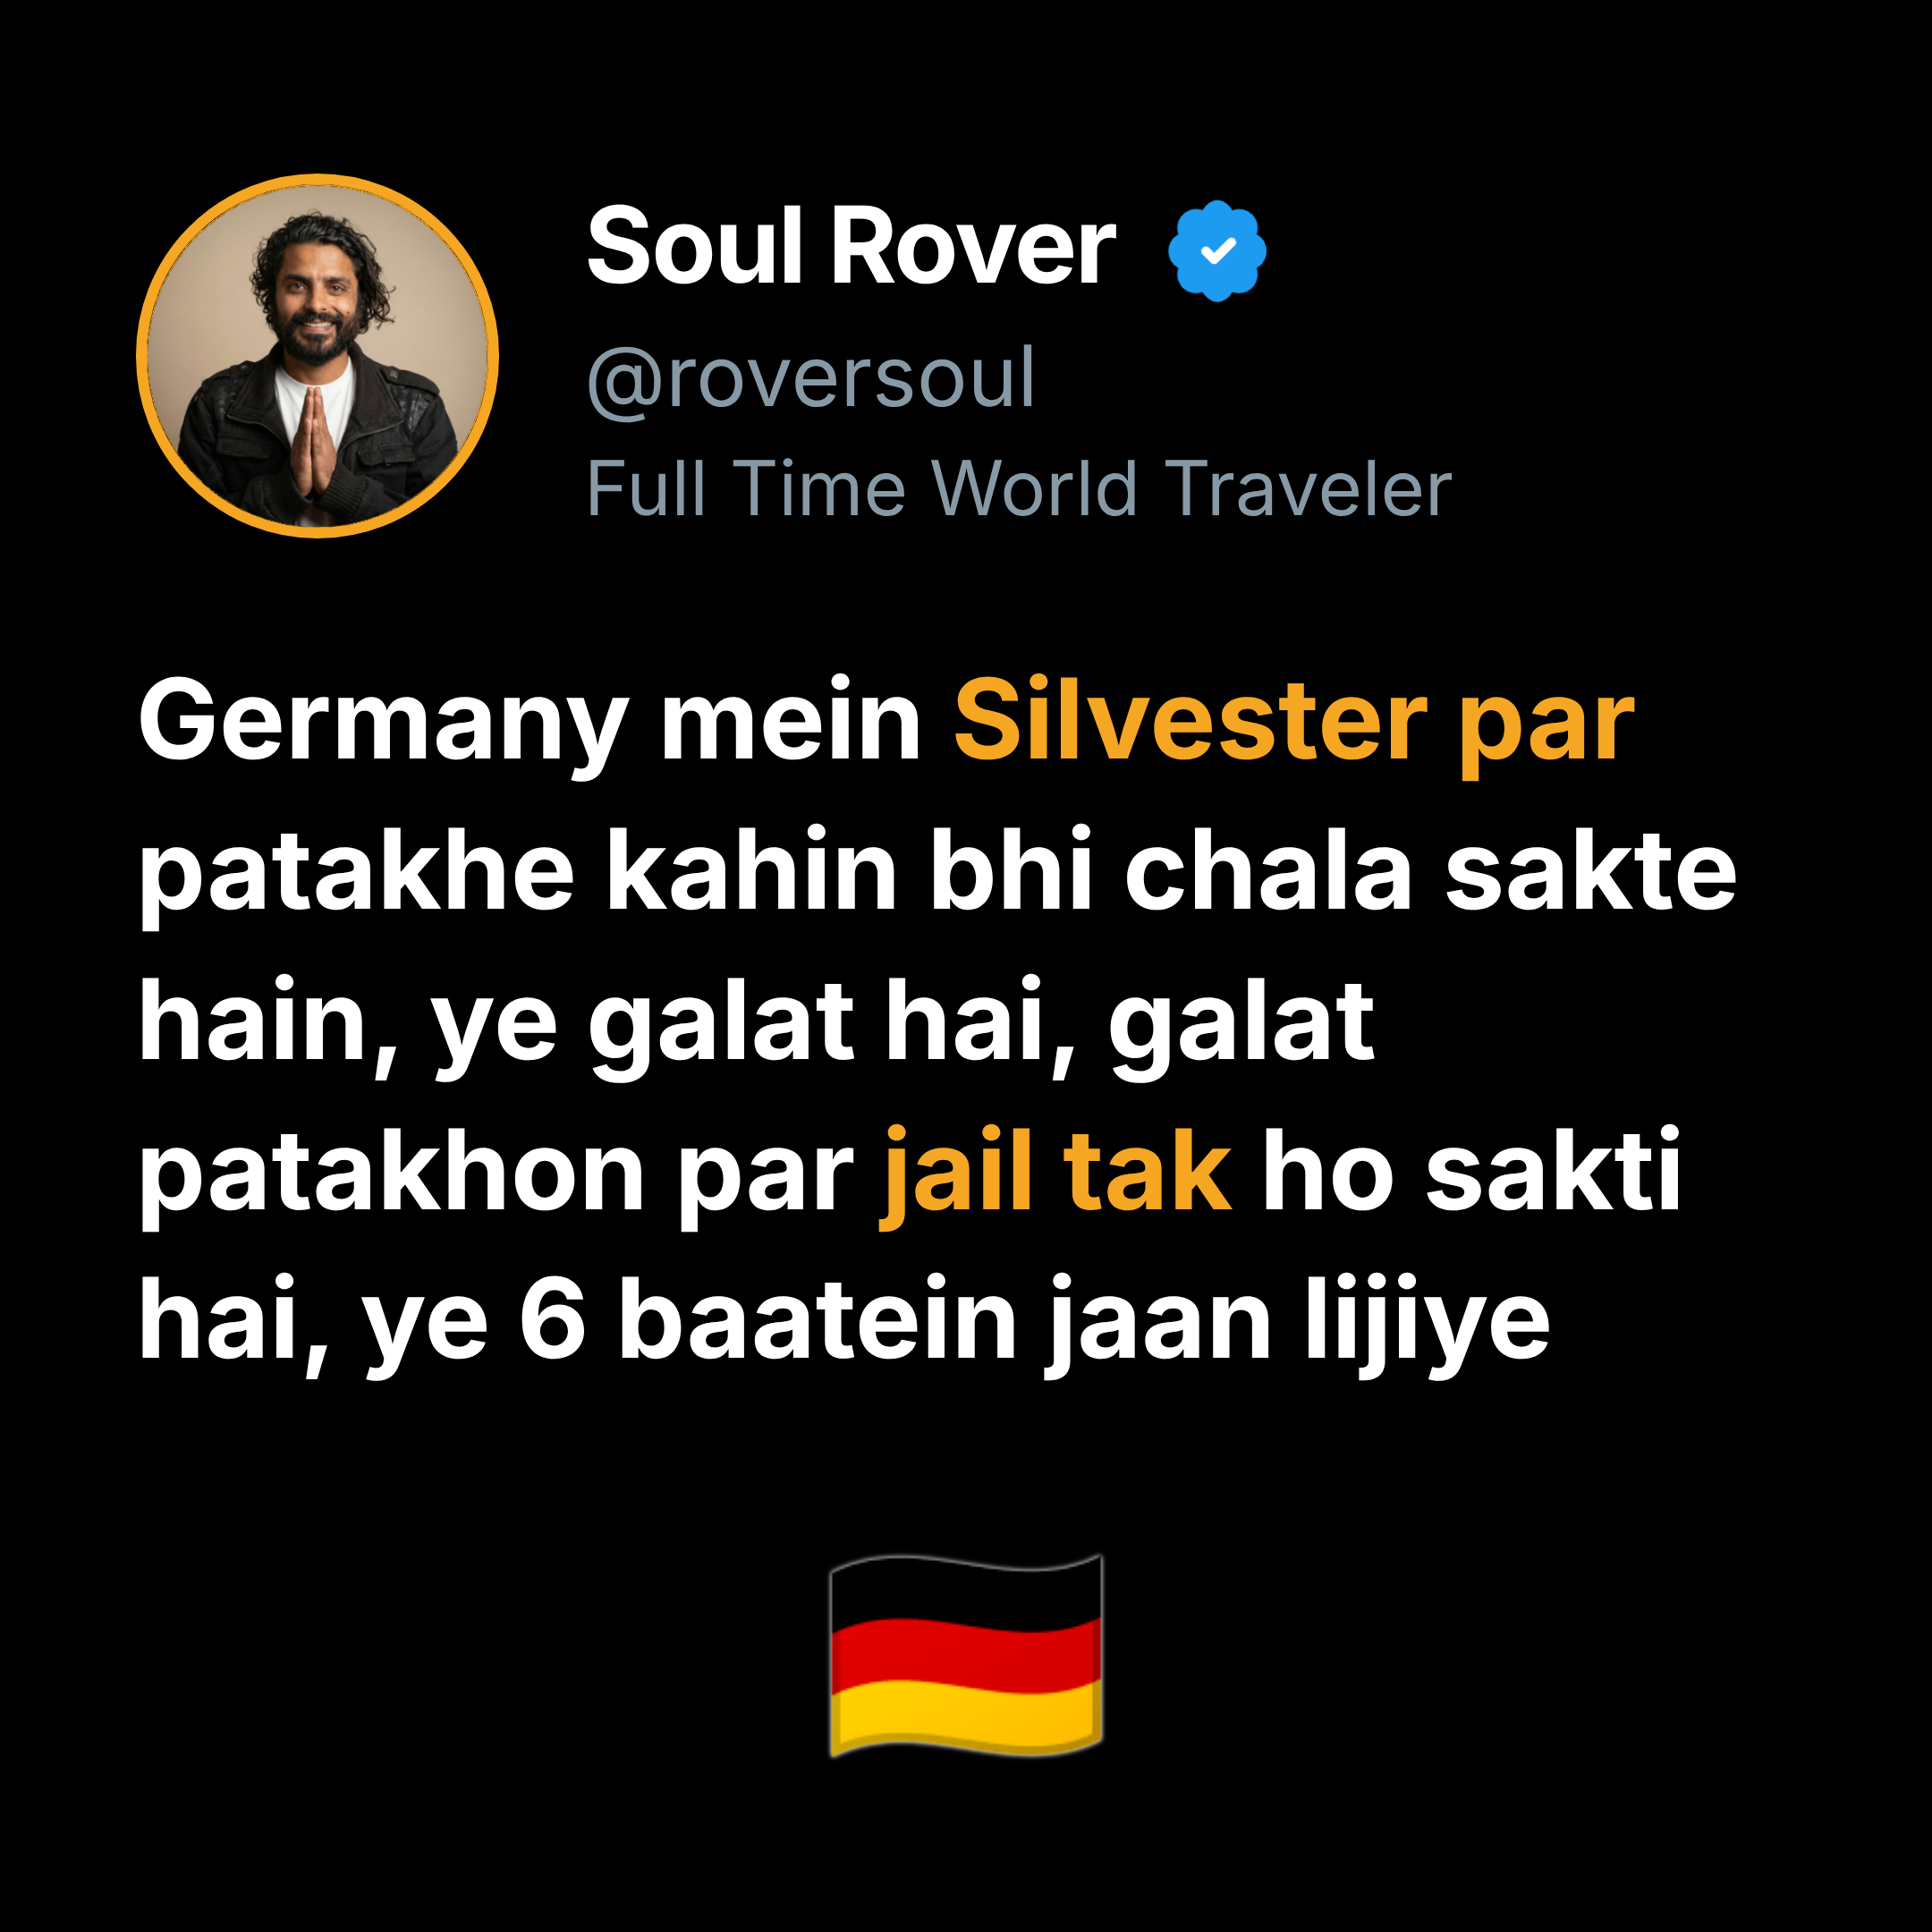 Soul Rover
@roversoul
Full Time World Traveler
Germany mein Silvester par
patakhe kahin bhi chala sakte
hain, ye galat hai, galat
patakhon par jail tak ho sakti
hai, ye 6 baatein jaan lijiye